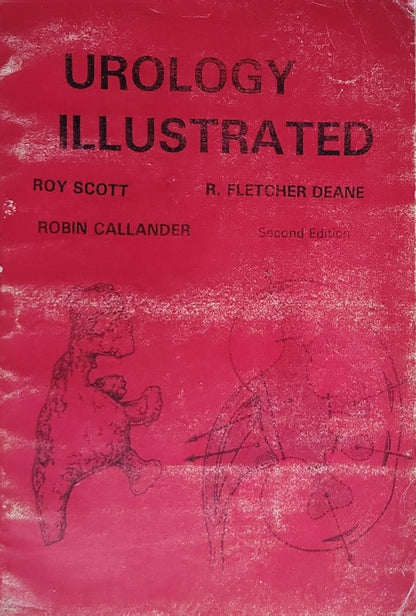 UROLOGY
ILLUSTRATED
ROY SCOTT
R. FLETCHER DEANE
ROBIN CALLANDER
Second Edition